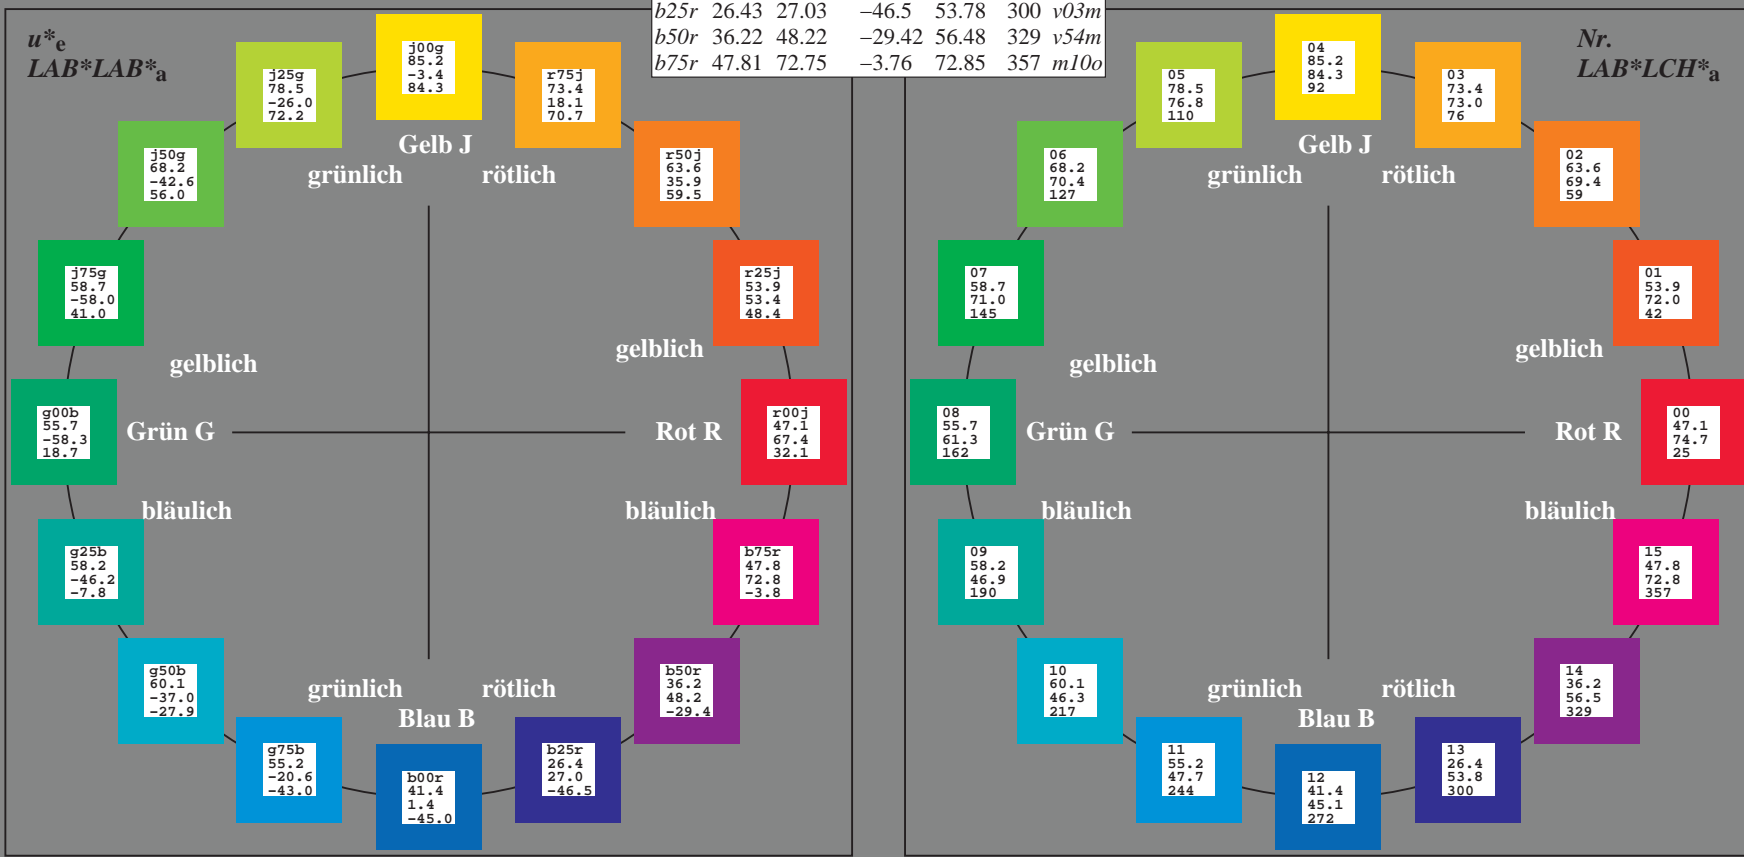 b25r 26.43 27.03 −46.5 53.78 300 v03m
b50r 36.22 48.22 −29.42 56.48 329 v54m
b75r 47.81 72.75 −3.76 72.85 357 m10o
u*e
LAB*LAB*a
j00g
85.2
-3.4
84.3
j25g
78.5
-26.0
72.2
r75j
73.4
18.1
70.7
Gelb J
grünlich rötlich
j50g
68.2
-42.6
56.0
r50j
63.6
35.9
59.5
j75g
58.7
-58.0
41.0
r25j
53.9
53.4
48.4
gelblich
gelblich
g00b
55.7
-58.3
18.7
Grün G
Rot R
r00j
47.1
67.4
32.1
bläulich
bläulich
g25b
58.2
-46.2
-7.8
b75r
47.8
72.8
-3.8
g50b
60.1
-37.0
-27.9
b50r
36.2
48.2
-29.4
grünlich rötlich
Blau B
g75b
55.2
-20.6
-43.0
b00r
41.4
1.4
-45.0
b25r
26.4
27.0
-46.5
Nr.
LAB*LCH*a
04
85.2
84.3
92
05
78.5
76.8
110
03
73.4
73.0
76
Gelb J
grünlich rötlich
06
68.2
70.4
127
02
63.6
69.4
59
07
58.7
71.0
145
01
53.9
72.0
42
gelblich
gelblich
08
55.7
61.3
162
Grün G
Rot R
00
47.1
74.7
25
bläulich
bläulich
09
58.2
46.9
190
15
47.8
72.8
357
10
60.1
46.3
217
14
36.2
56.5
329
grünlich rötlich
Blau B
11
55.2
47.7
244
12
41.4
45.1
272
13
26.4
53.8
300